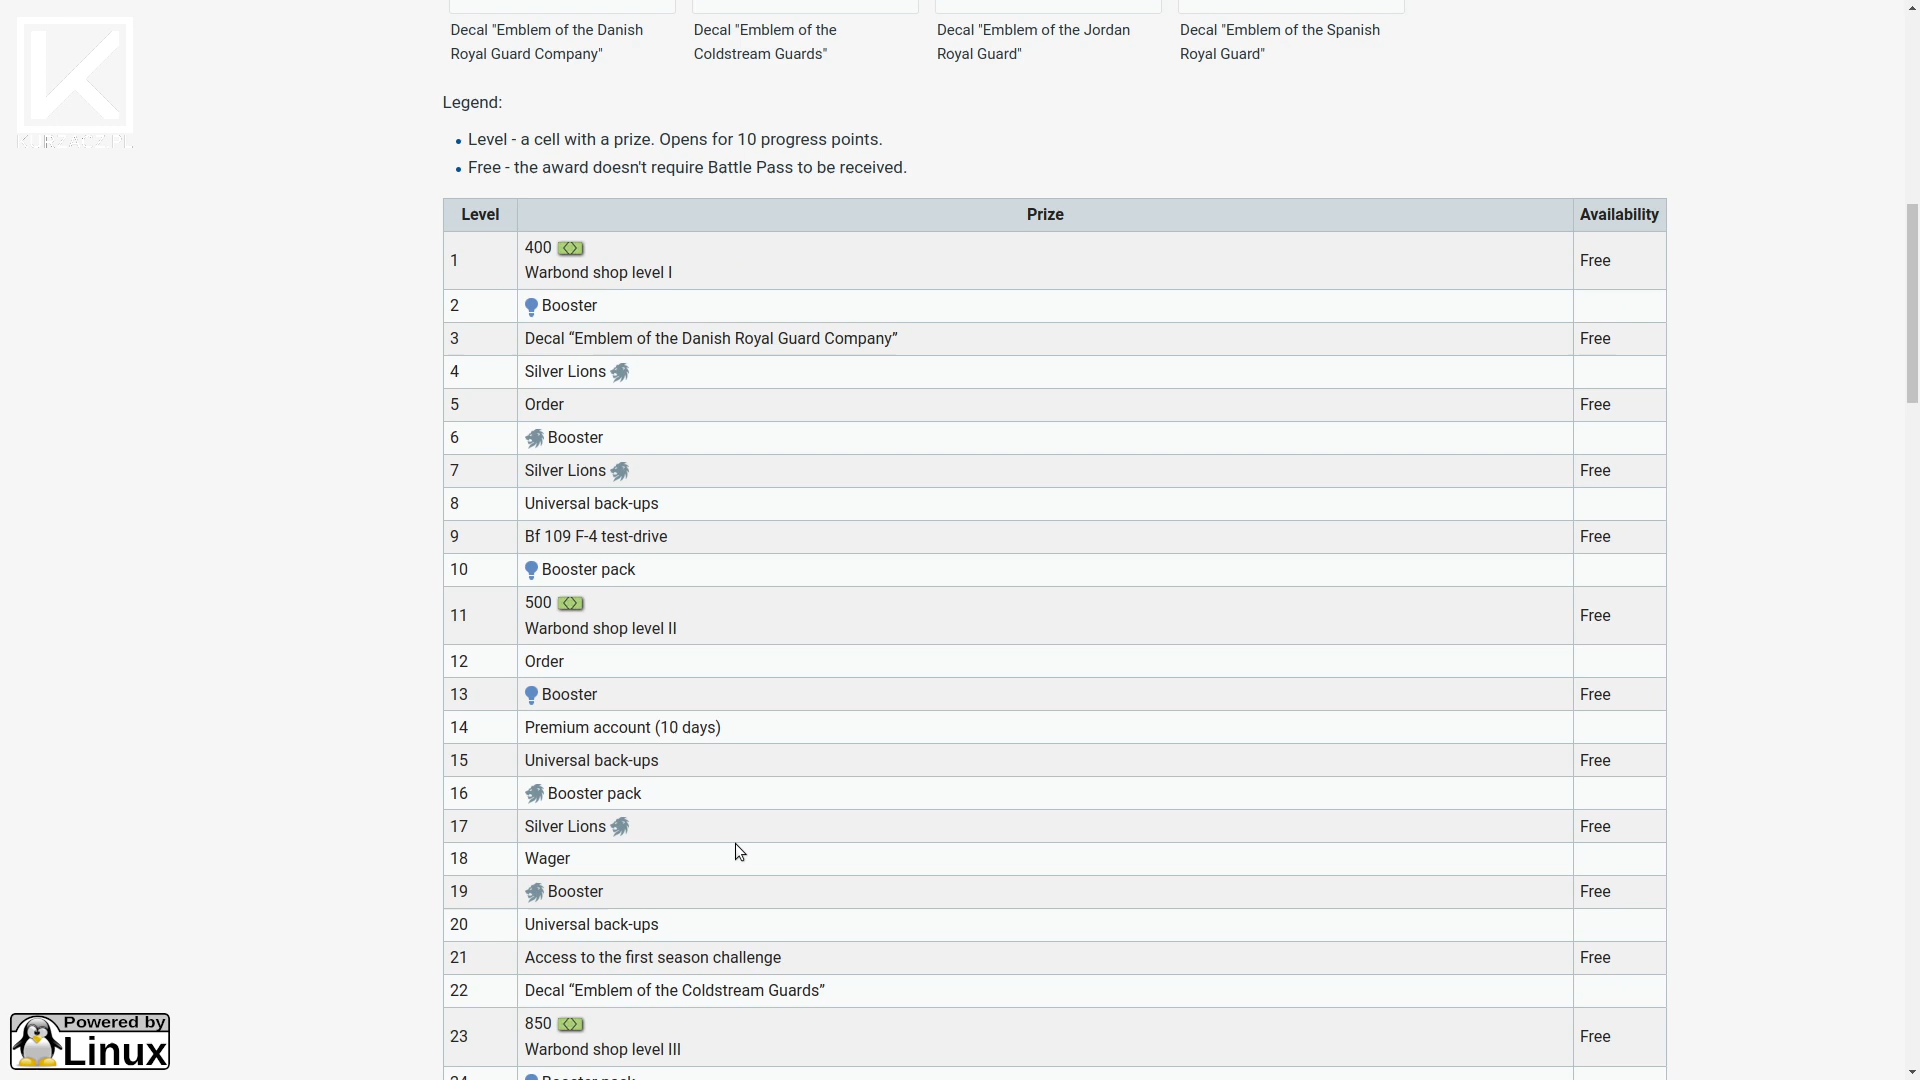 Decal "Emblem of the Danish
Royal Guard Company"
Decal "Emblem of the
Coldstream Guards"
Decal "Emblem of the Jordan
Royal Guard"
Decal "Emblem of the Spanish
Royal Guard"
Legend:
Level - a cell with a prize. Opens for 10 progress points.
Free - the award doesn't require Battle Pass to be received.
Level Prize Availability
1 400 Free
Warbond shop level I
2 Booster
3 Decal “Emblem of the Danish Royal Guard Company” Free
4 Silver Lions
5 Order Free
6 Booster
7 Silver Lions Free
8 Universal back-ups
9 Bf 109 F-4 test-drive Free
10 Booster pack
11 500 Free
Warbond shop level II
12 Order
13 Booster Free
14 Premium account (10 days)
15 Universal back-ups Free
16 Booster pack
17 Silver Lions Free
18 Wager
19 Booster Free
20 Universal back-ups
21 Access to the first season challenge Free
22 Decal “Emblem of the Coldstream Guards”
23 850 Free
Warbond shop level III
24 Booster pack
Powered by
Linux